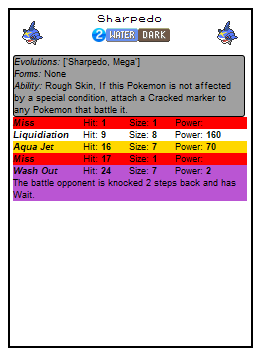 Sharpedo
2 WATER DARK
Evolutions: ['Sharpedo, Mega']
Forms: None
Ability: Rough Skin, If this Pokemon is not affected
by a special condition, attach a Cracked marker to
any Pokemon that battle it.
Miss Hit: 1 Size: 1 Power:
Liquidiation Hit: 9 Size: 8 Power: 160
Aqua Jet Hit: 16 Size: 7 Power: 70
Miss Hit: 17 Size: 1 Power:
Wash Out Hit: 24 Size: 7 Power: 2
The battle opponent is knocked 2 steps back and has
Wait.